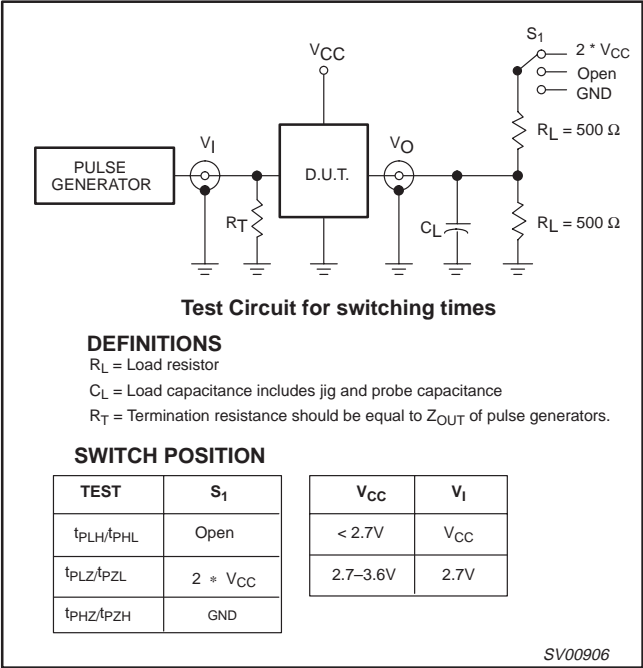 S1
2 * VCC
Open
GND
VCC
RL = 500 Ω
VI
VO
PULSE
GENERATOR
D.U.T.
RT
CL
RL = 500 Ω
Test Circuit for switching times
DEFINITIONS
RL = Load resistor
CL = Load capacitance includes jig and probe capacitance
RT = Termination resistance should be equal to ZOUT of pulse generators.
SWITCH POSITION
TEST S1
tPLH/tPHL Open
tPLZ/tPZL 2 * VCC
tPHZ/tPZH GND
VCC VI
< 2.7V VCC
2.7–3.6V 2.7V
SV00906